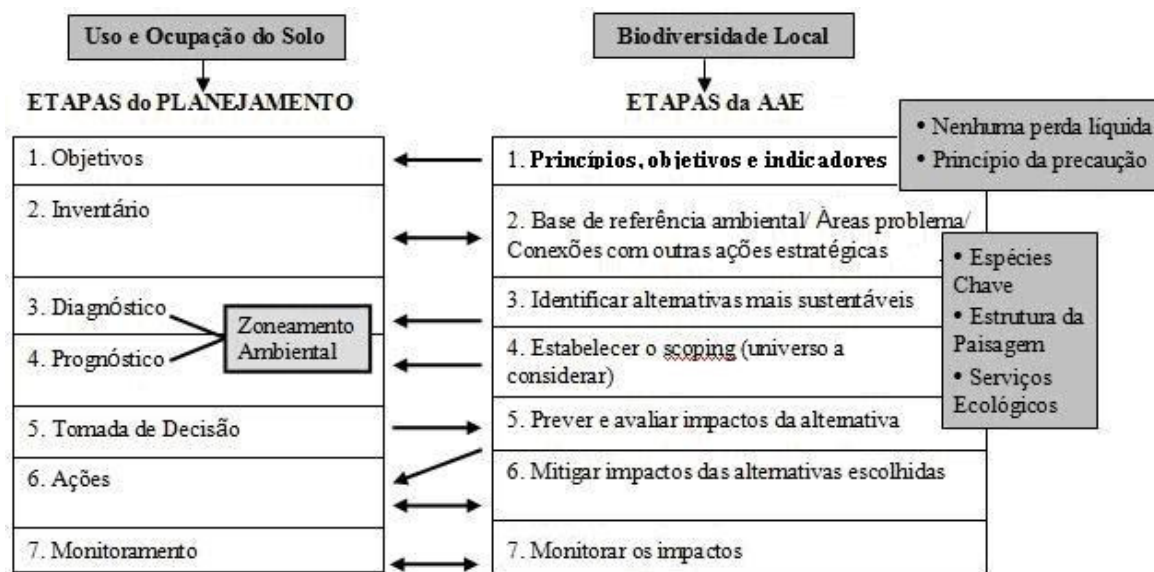 Uso e Ocupação do Solo
Biodiversidade Local
ETAPAS do PLANEJAMENTO
ETAPAS da AAE
1. Objetivos
2. Inventário
3. Diagnóstico
4. Prognóstico
Zoneamento
Ambiental
5. Tomada de Decisão
6. Ações
7. Monitoramento
1. Princípios, objetivos e indicadores
2. Base de referência ambiental/ Àreas problema/
Conexões com outras ações estratégicas
3. Identificar alternativas mais sustentáveis
4. Estabelecer o scoping (universo a
considerar)
5. Prever e avaliar impactos da alternativa
6. Mitigar impactos das alternativas escolhidas
7. Monitorar os impactos
• Nenhuma perda líquida
• Princípio da precaução
• Espécies
Chave
• Estrutura da
Paisagem
• Serviços
Ecológicos